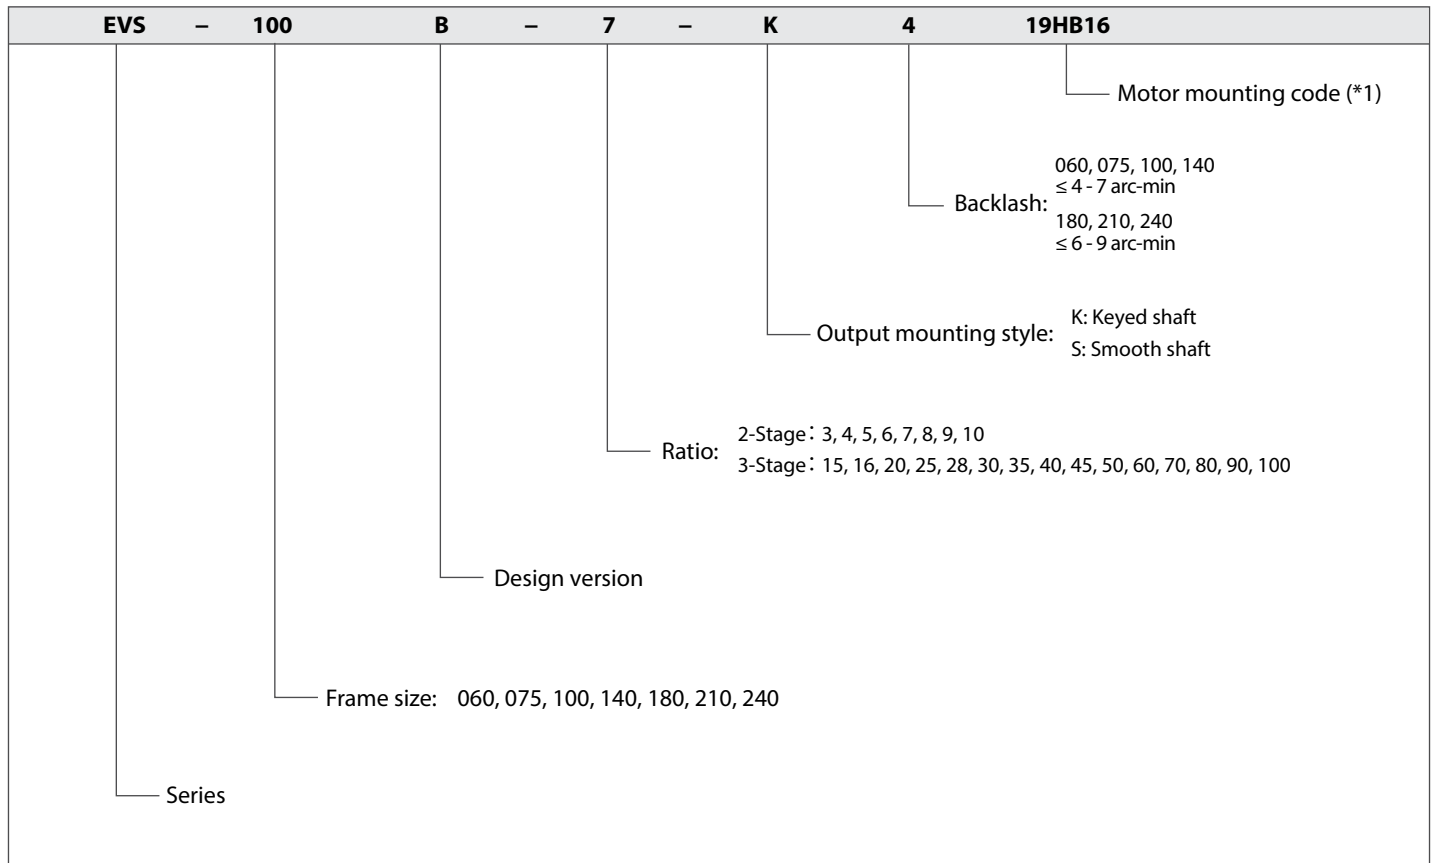 EVS – 100 B – 7 – K 4 19HB16
Motor mounting code (*1)
Backlash:
060, 075, 100, 140
≤ 4 - 7 arc-min
180, 210, 240
≤ 6 - 9 arc-min
Output mounting style:
K: Keyed shaft
S: Smooth shaft
Ratio:
2-Stage：3, 4, 5, 6, 7, 8, 9, 10
3-Stage：15, 16, 20, 25, 28, 30, 35, 40, 45, 50, 60, 70, 80, 90, 100
Design version
Frame size: 060, 075, 100, 140, 180, 210, 240
Series